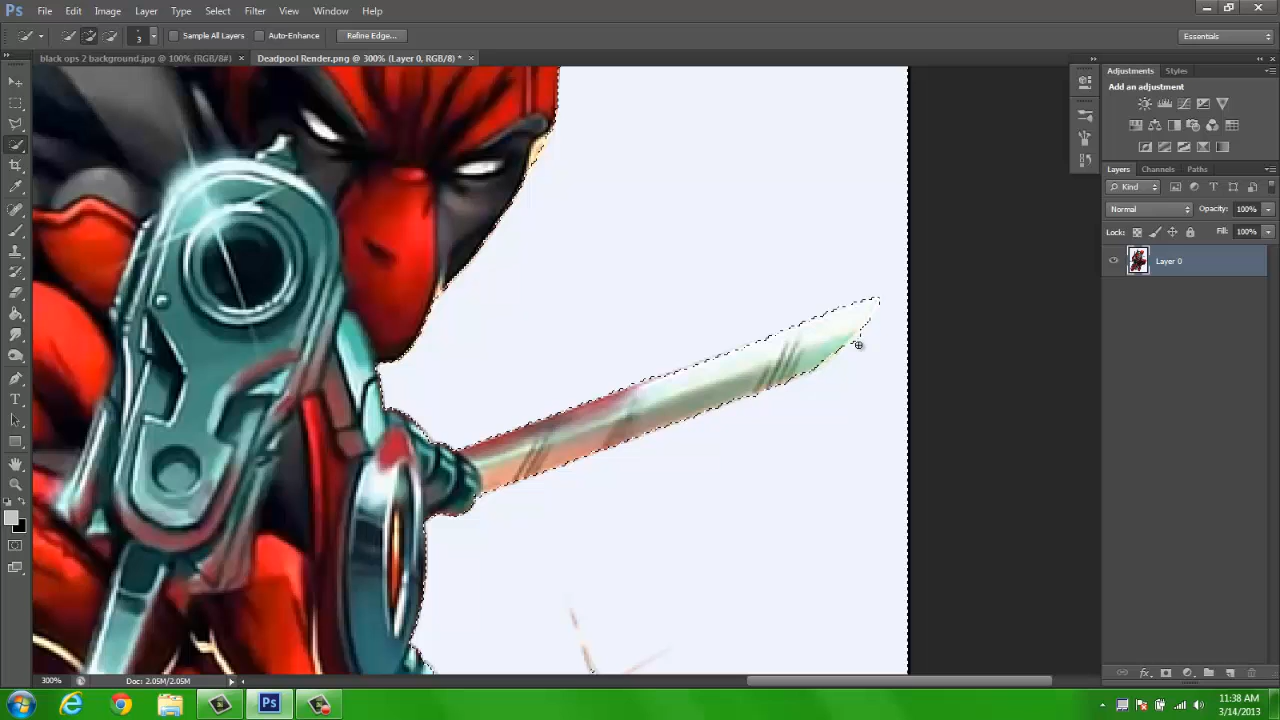 Ps File Edit Image Layer Type Select Filter View Window Help
3 Sample All Layers Auto-Enhance Refine Edge... Essentials
black ops 2 background.jpg @ 100% (RGB/8#) × Deadpool Render.png @ 300% (Layer 0, RGB/8) * ×
Adjustments Styles
Add an adjustment
Layers Channels Paths
Kind
Normal Opacity: 100%
Lock: Fill: 100%
Layer 0
300% Doc: 2.05M/2.05M
Ps
11:38 AM
3/14/2013